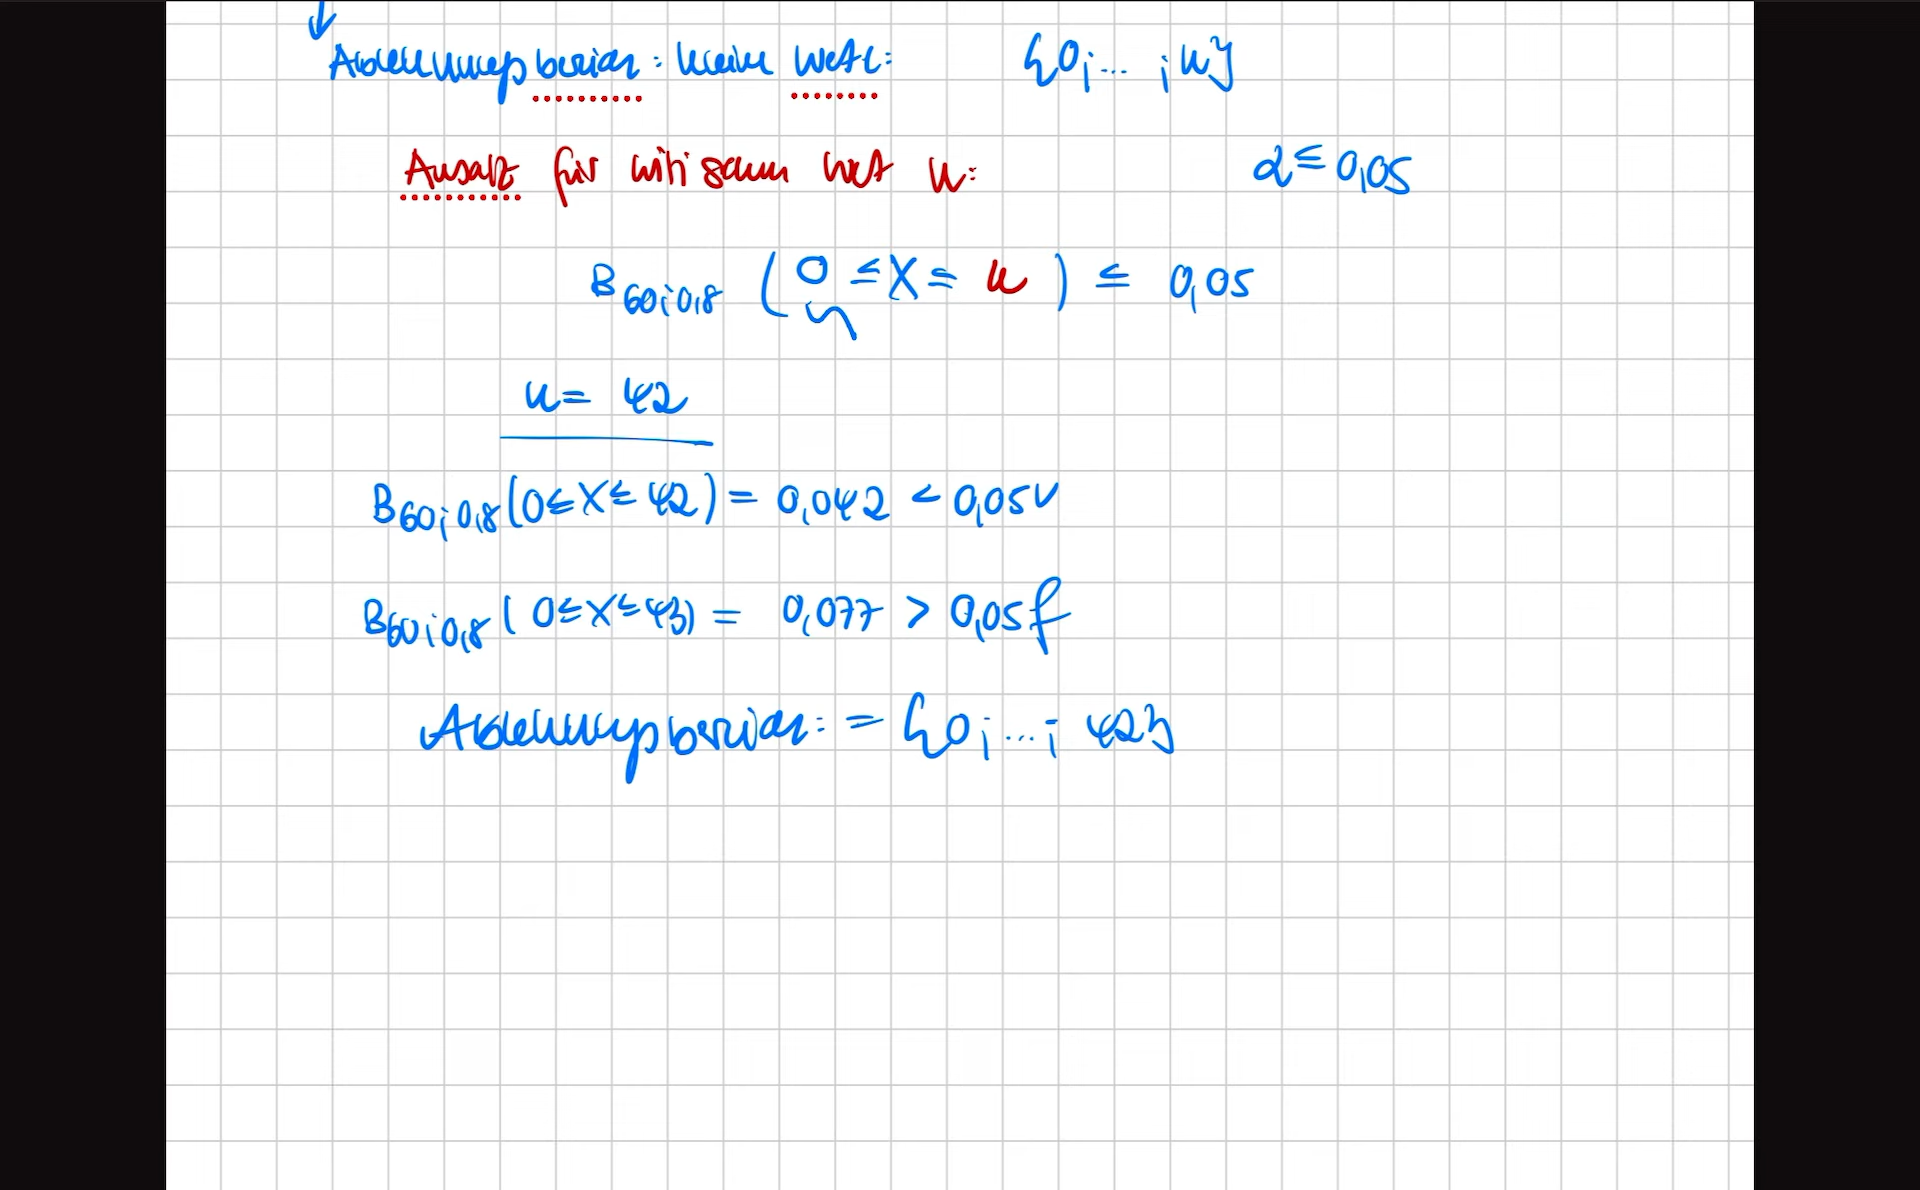 Ablehnungsbereich: kleine Werte: {0;...;k}
Ansatz für kritischen Wert k: α ≤ 0,05
B60;0,8 (0 ≤ X ≤ k) ≤ 0,05
k = 42
B60;0,8 (0 ≤ X ≤ 42) = 0,042 < 0,05 ✓
B60;0,8 (0 ≤ X ≤ 43) = 0,077 > 0,05 f
Ablehnungsbereich: = {0;...; 42}